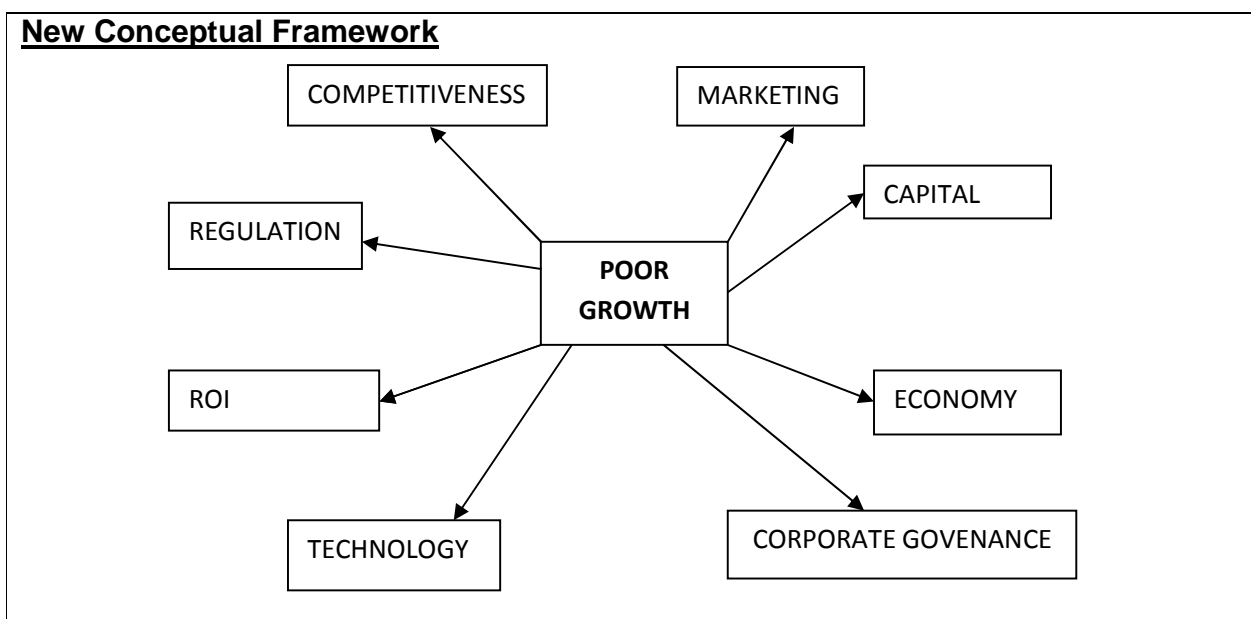 New Conceptual Framework
COMPETITIVENESS
MARKETING
CAPITAL
REGULATION
POOR
GROWTH
ROI
ECONOMY
TECHNOLOGY
CORPORATE GOVENANCE